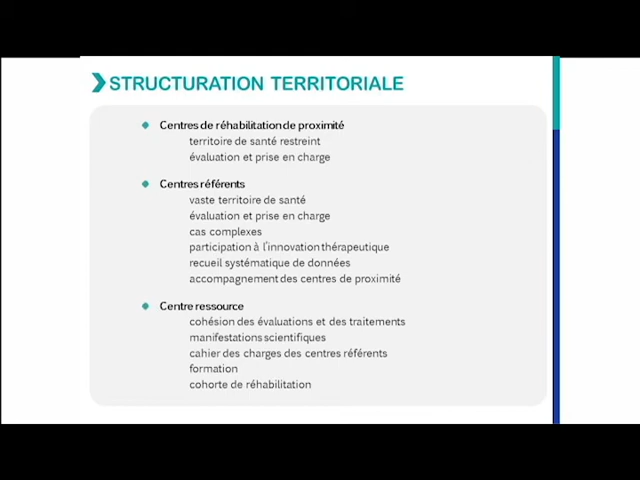 STRUCTURATION TERRITORIALE
Centres de réhabilitation de proximité
territoire de santé restreint
évaluation et prise en charge
Centres référents
vaste territoire de santé
évaluation et prise en charge
cas complexes
participation à l'innovation thérapeutique
recueil systématique de données
accompagnement des centres de proximité
Centre ressource
cohésion des évaluations et des traitements
manifestations scientifiques
cahier des charges des centres référents
formation
cohorte de réhabilitation